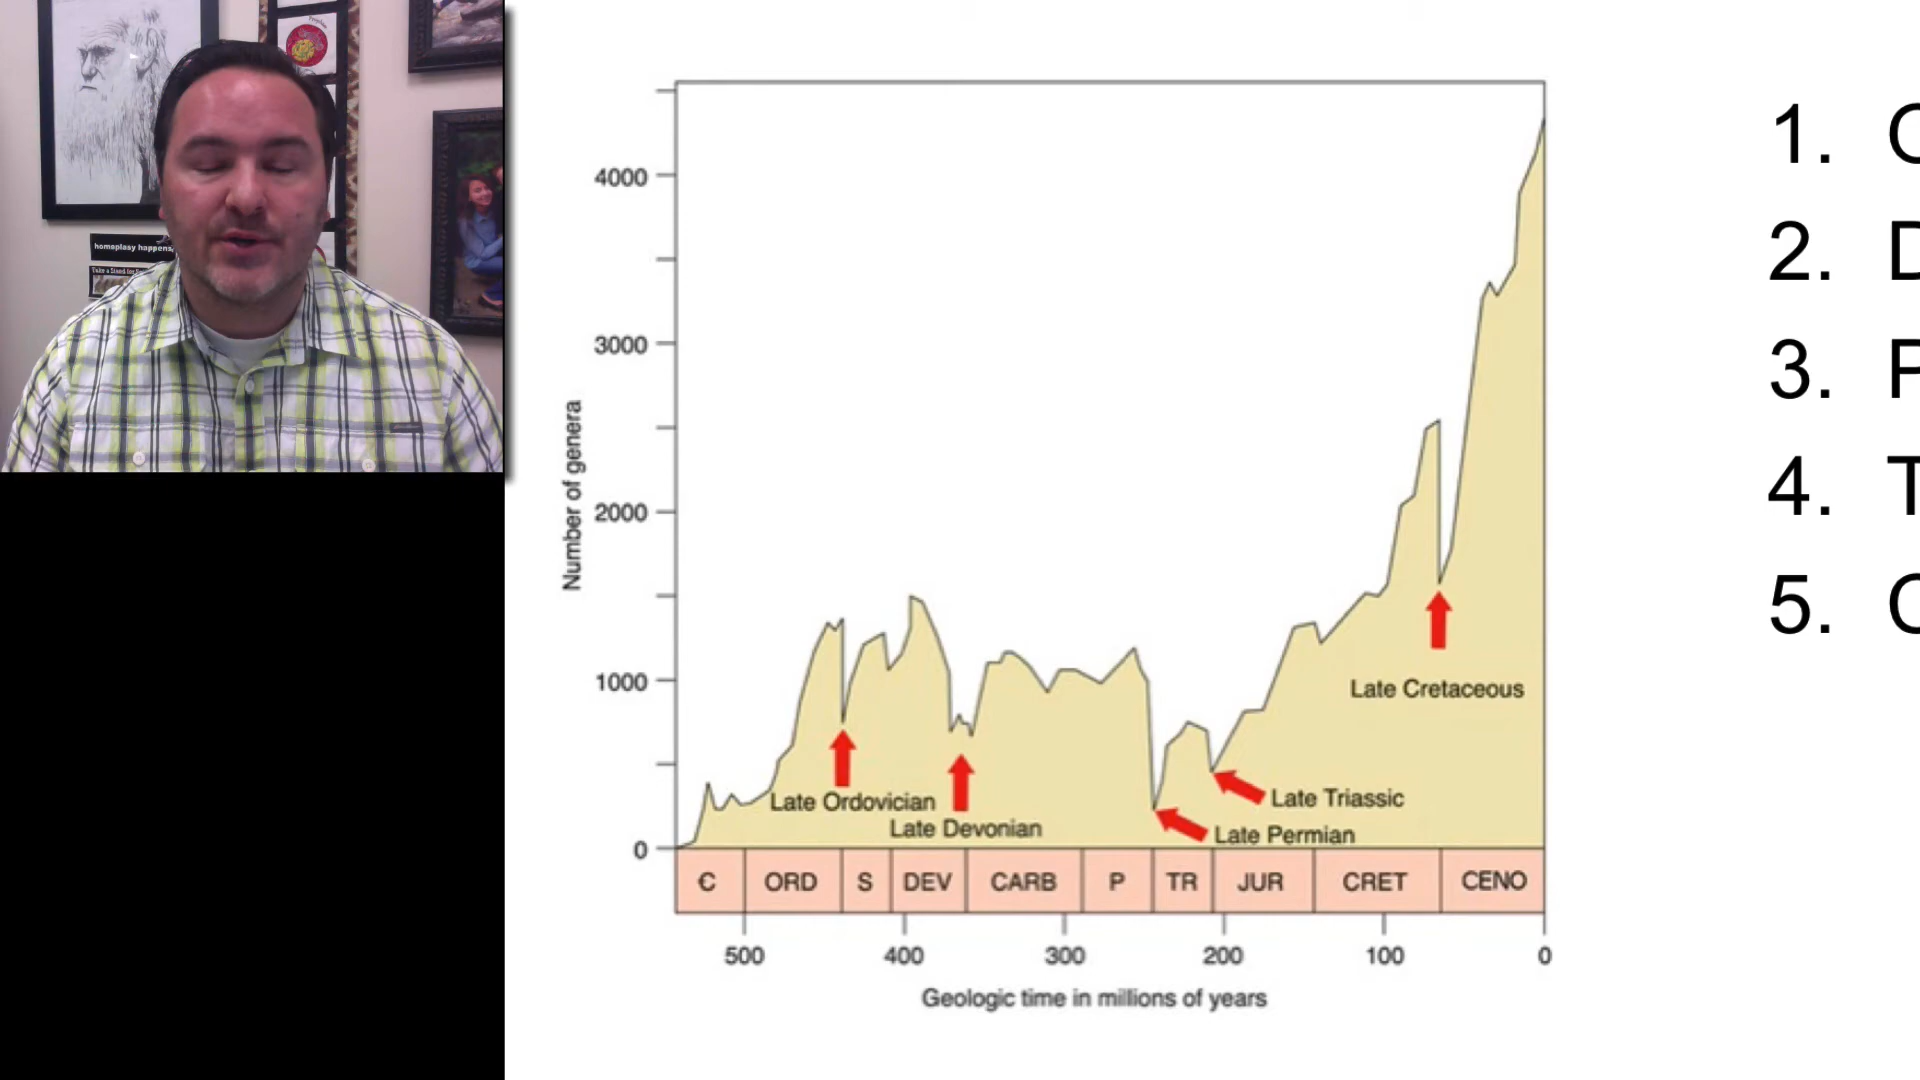 homoplasy happens
Number of genera
4000
3000
2000
1000
0
Late Ordovician
Late Devonian
Late Permian
Late Triassic
Late Cretaceous
Є ORD S DEV CARB P TR JUR CRET CENO
500 400 300 200 100 0
Geologic time in millions of years
1.
2. D
3. P
4. T
5.